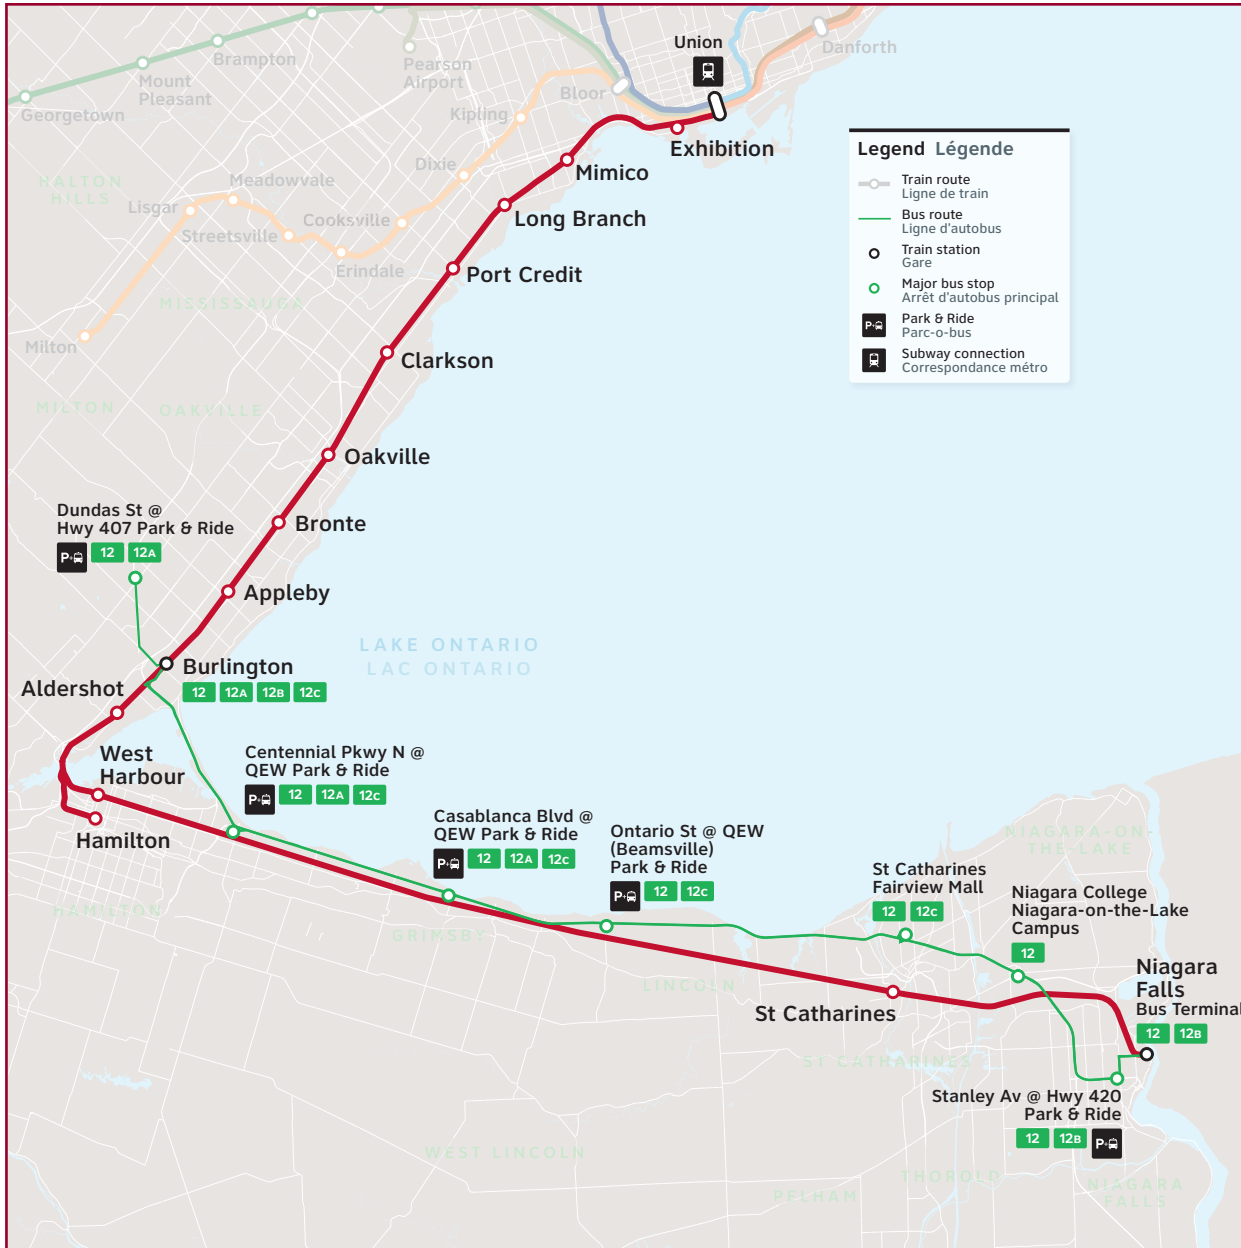 Union
Danforth
Brampton
Pearson
Airport
Mount
Pleasant
Bloor
Georgetown
Kipling
Exhibition
Legend Légende
Train route
Ligne de train
Bus route
Ligne d'autobus
Train station
Gare
Major bus stop
Arrêt d'autobus principal
P+
Park & Ride
Parc-o-bus
Subway connection
Correspondance métro
Dixie
Mimico
HALTON
HILLS
Meadowvale
Lisgar
Cooksville
Long Branch
Streetsville
Erindale
Port Credit
MISSISSAUGA
Milton
Clarkson
MILTON
OAKVILLE
Oakville
Dundas St @
Hwy 407 Park & Ride
P+ 12 12A
Bronte
Appleby
LAKE ONTARIO
LAC ONTARIO
Burlington
12 12A 12B 12C
Aldershot
West
Harbour
Hamilton
Centennial Pkwy N @
QEW Park & Ride
P+ 12 12A 12C
Casablanca Blvd @
QEW Park & Ride
P+ 12 12A 12C
Ontario St @ QEW
(Beamsville)
Park & Ride
P+ 12 12C
NIAGARA-ON-
THE-LAKE
St Catharines
Fairview Mall
12 12C
Niagara College
Niagara-on-the-Lake
Campus
12
HAMILTON
GRIMSBY
LINCOLN
Niagara
Falls
Bus Terminal
12 12B
St Catharines
ST CATHARINES
Stanley Av @ Hwy 420
Park & Ride
12 12B P+
WEST LINCOLN
THOROLD
PELHAM
NIAGARA
FALLS